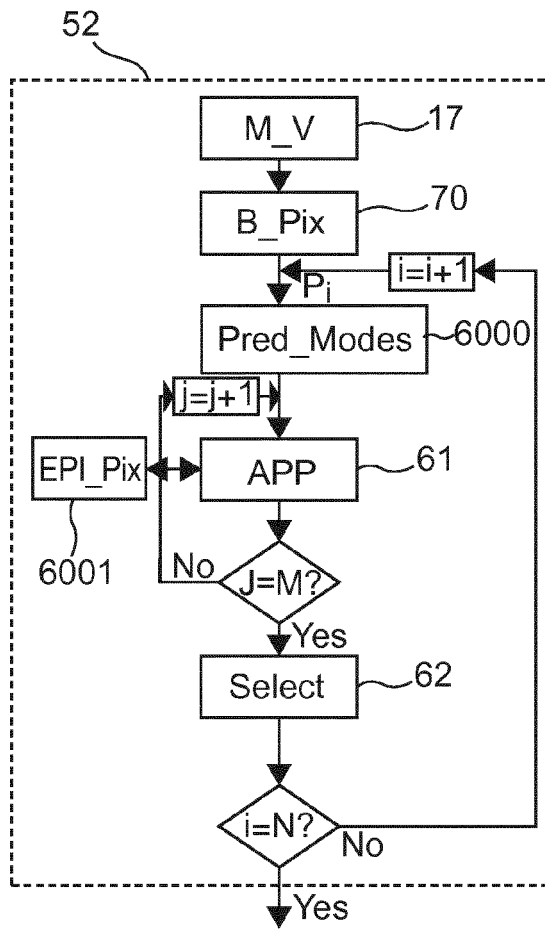 52
M_V
17
B_Pix
70
i=i+1
Pi
Pred_Modes
6000
j=j+1
EPI_Pix
APP
61
6001
No
J=M?
Yes
Select
62
i=N?
No
Yes